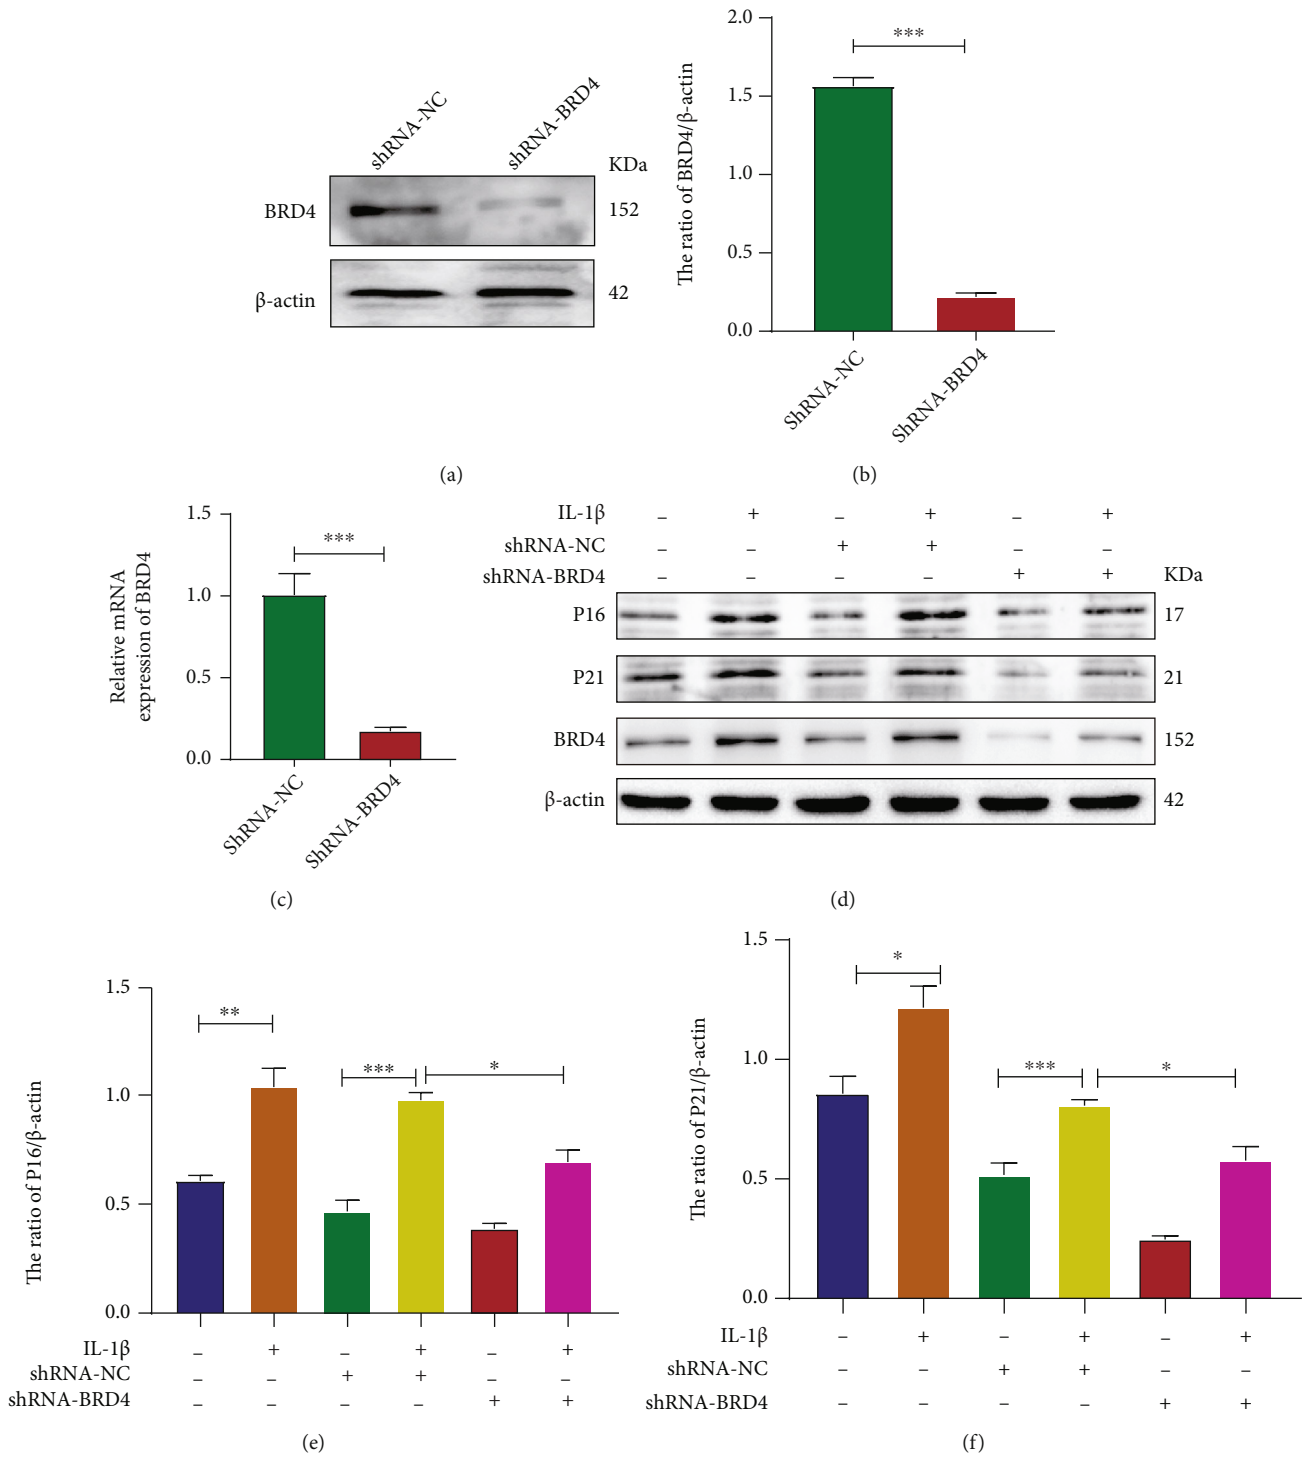 shRNA-NC
shRNA-BRD4
KDa
BRD4
152
β-actin
42
(a)
The ratio of BRD4/β-actin
2.0
1.5
1.0
0.5
0.0
***
ShRNA-NC
ShRNA-BRD4
(b)
Relative mRNA
expression of BRD4
1.5
1.0
0.5
0.0
***
ShRNA-NC
ShRNA-BRD4
(c)
IL-1β – + – + – +
shRNA-NC – – + + – –
shRNA-BRD4 – – – – + + KDa
P16 17
P21 21
BRD4 152
β-actin 42
(d)
The ratio of P16/β-actin
1.5
1.0
0.5
0.0
**
***
*
IL-1β – + – + – +
shRNA-NC – – + + – –
shRNA-BRD4 – – – – + +
(e)
The ratio of P21/β-actin
1.5
1.0
0.5
0.0
*
***
*
IL-1β – + – + – +
shRNA-NC – – + + – –
shRNA-BRD4 – – – – + +
(f)